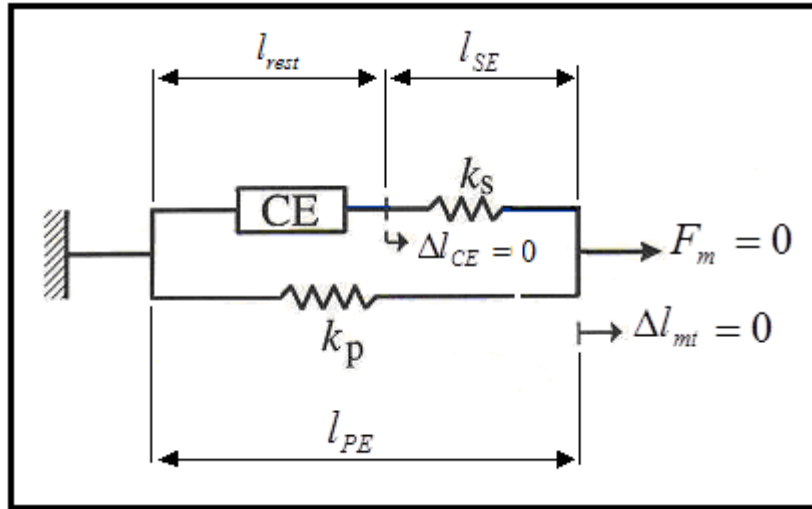 l_rest
l_SE
k_s
CE
Δl_CE = 0
F_m = 0
k_p
Δl_mt = 0
l_PE